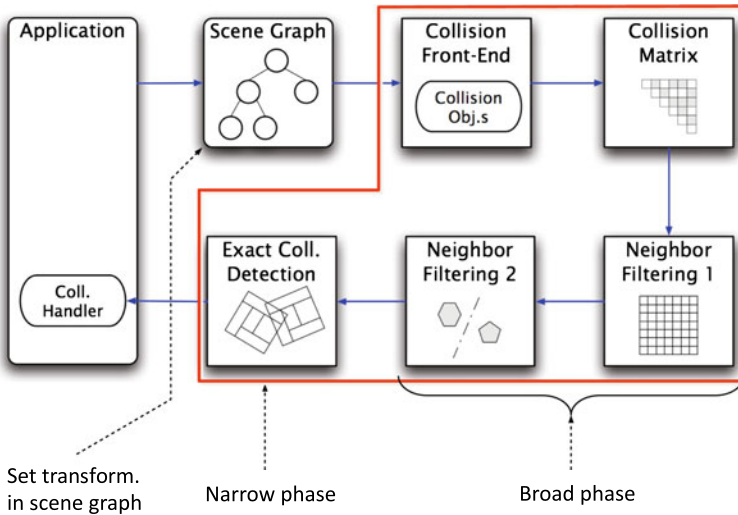 Application
Scene Graph
Collision
Front-End
Collision
Obj.s
Collision
Matrix
Exact Coll.
Detection
Neighbor
Filtering 2
Neighbor
Filtering 1
Coll.
Handler
Set transform.
in scene graph
Narrow phase
Broad phase